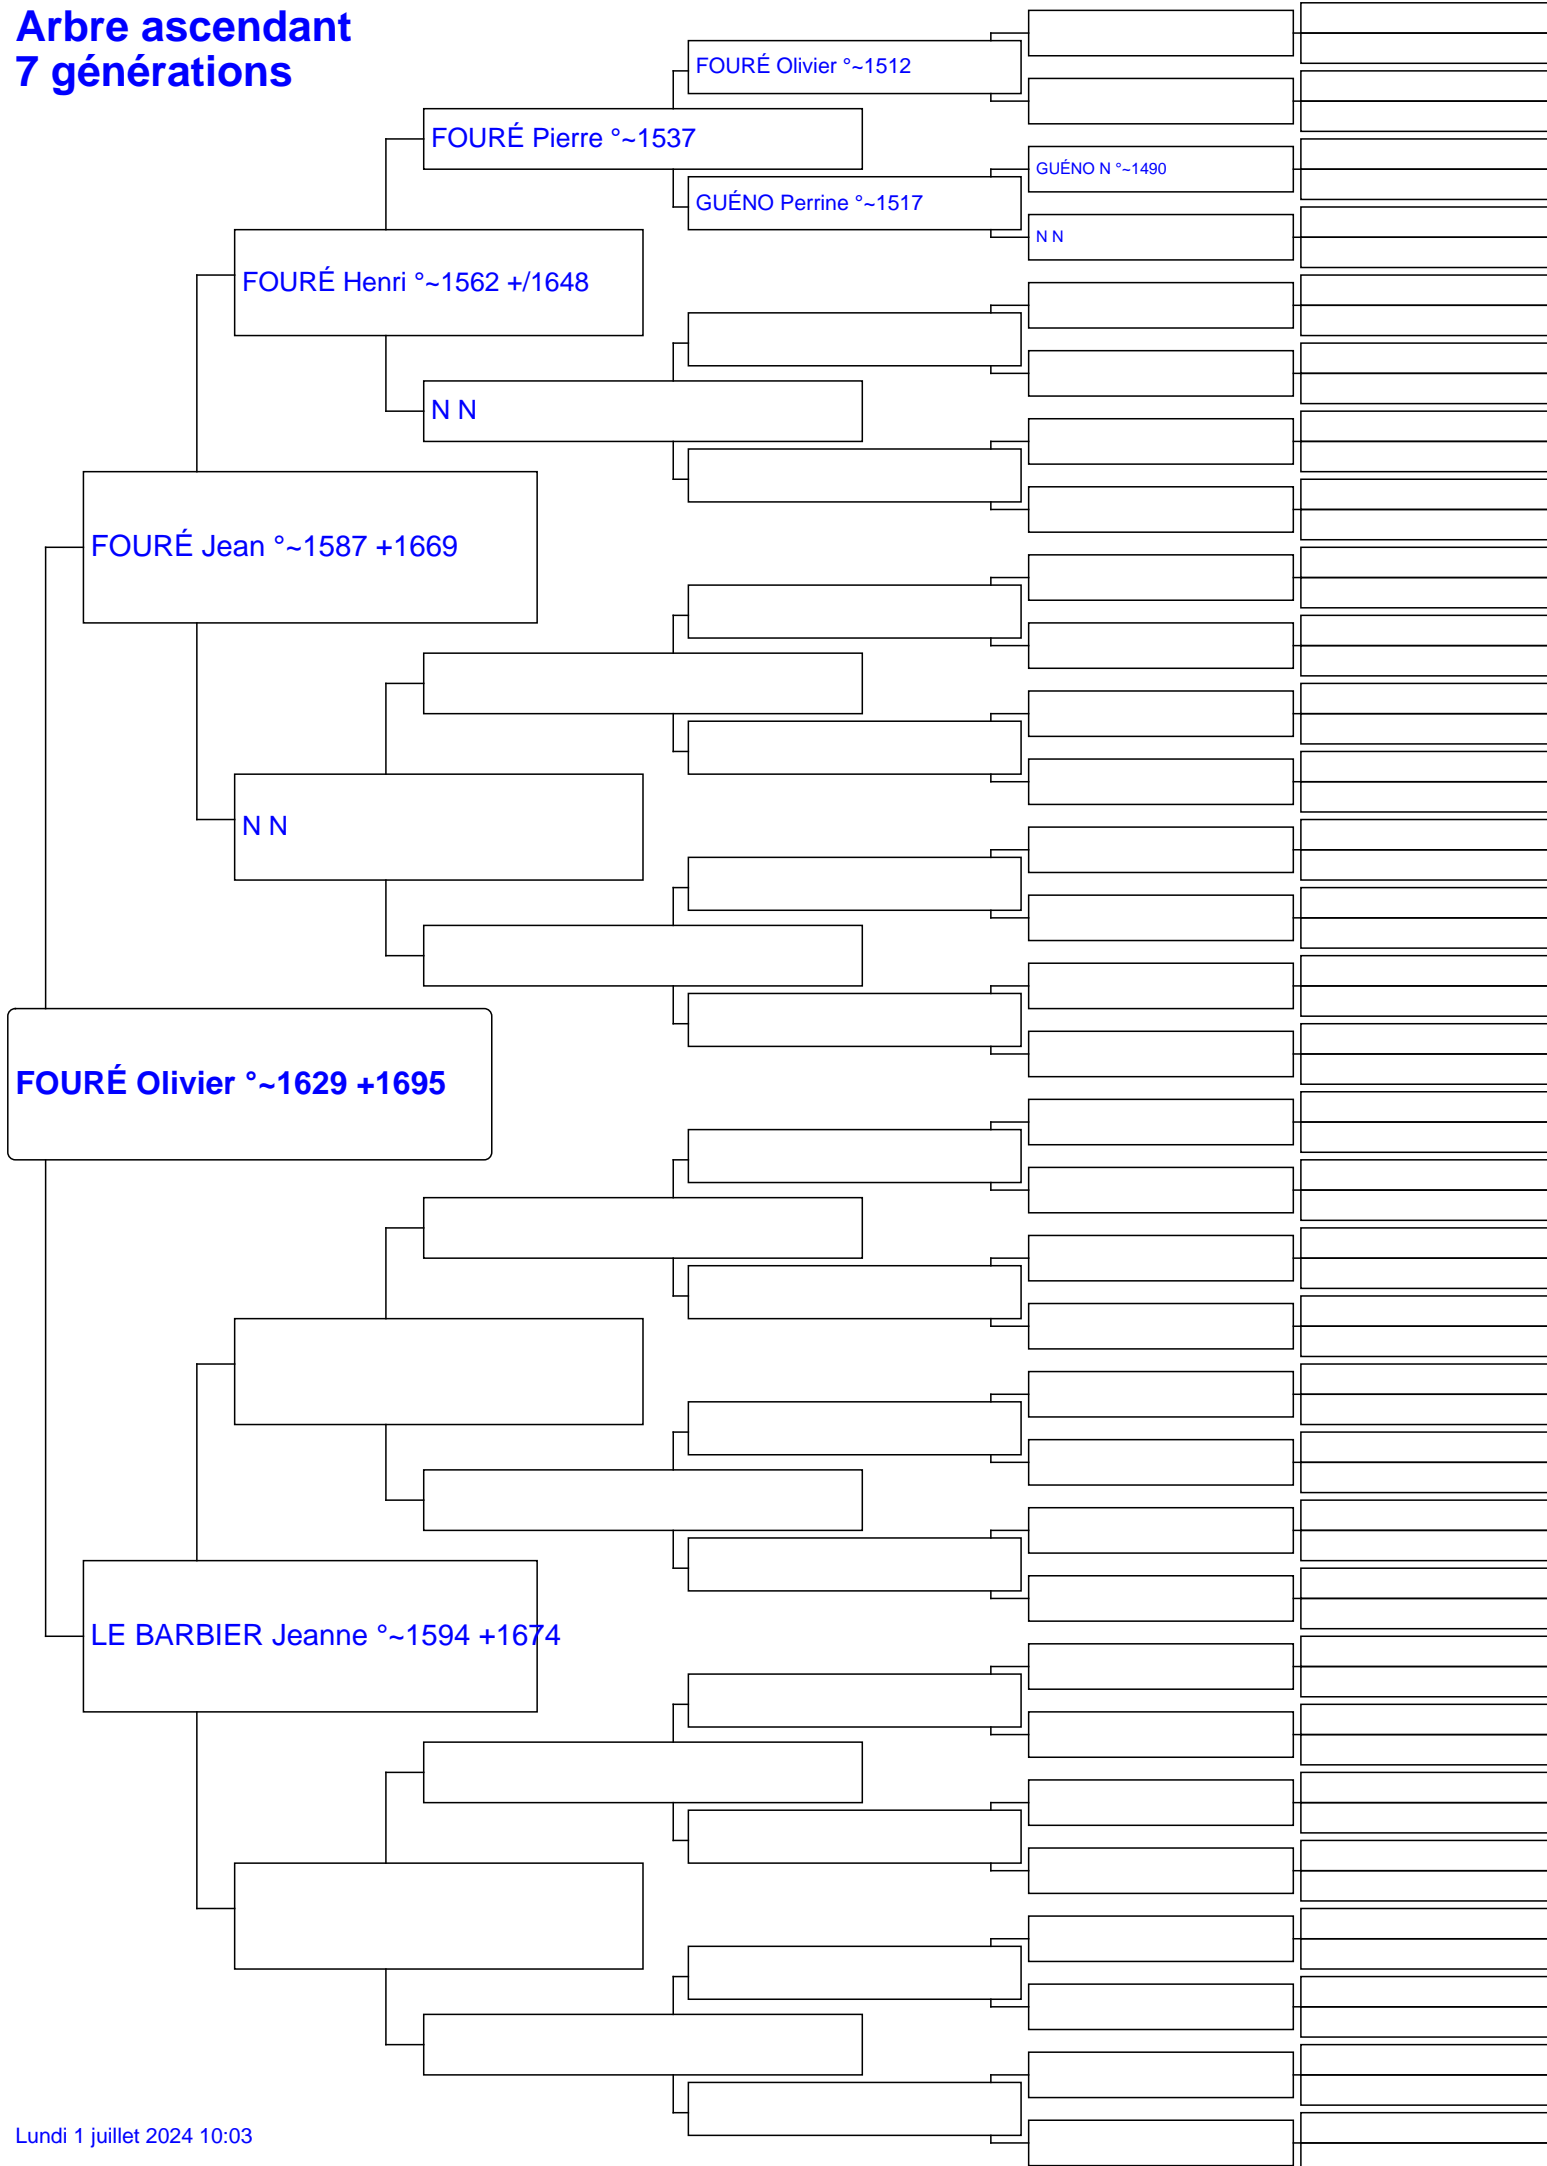 Arbre ascendant
7 générations
FOURÉ Olivier °~1512
FOURÉ Pierre °~1537
GUÉNO N °~1490
GUÉNO Perrine °~1517
N N
FOURÉ Henri °~1562 +/1648
N N
FOURÉ Jean °~1587 +1669
N N
FOURÉ Olivier °~1629 +1695
LE BARBIER Jeanne °~1594 +1674
Lundi 1 juillet 2024 10:03